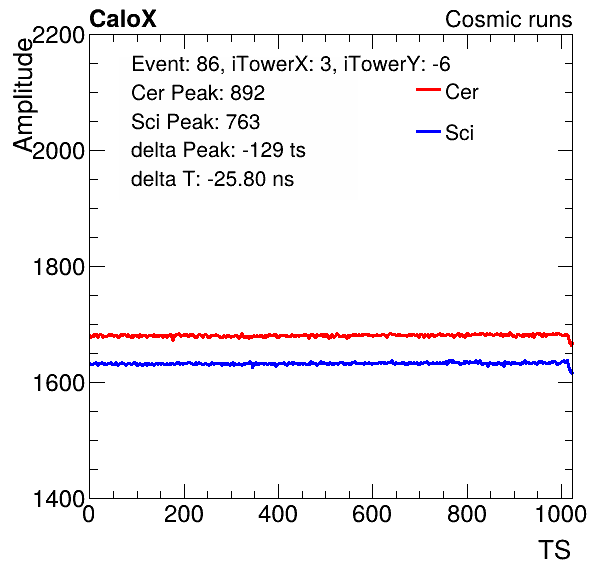 CaloX Cosmic runs
Event: 86, iTowerX: 3, iTowerY: -6
Cer Peak: 892
Sci Peak: 763
delta Peak: -129 ts
delta T: -25.80 ns
Cer
Sci
Amplitude
2200
2000
1800
1600
1400
0 200 400 600 800 1000
TS